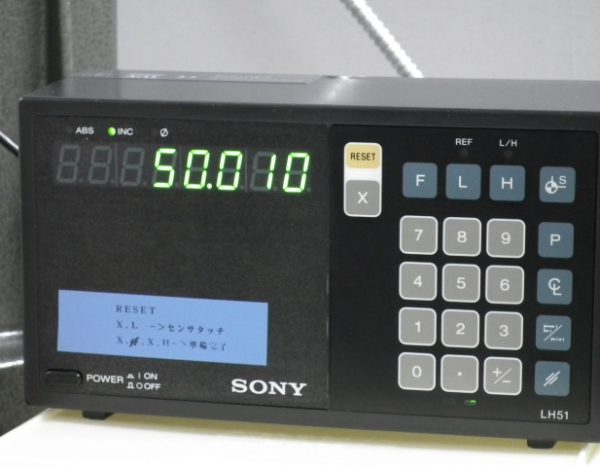 ABS INC Ø
50.010
RESET
X
REF L/H
F L H S
7 8 9 P
4 5 6 ℄
1 2 3
0 . +/−
RESET
X.L ->センサタッチ
X.H->準備完了
POWER ON
OFF
SONY
LH51